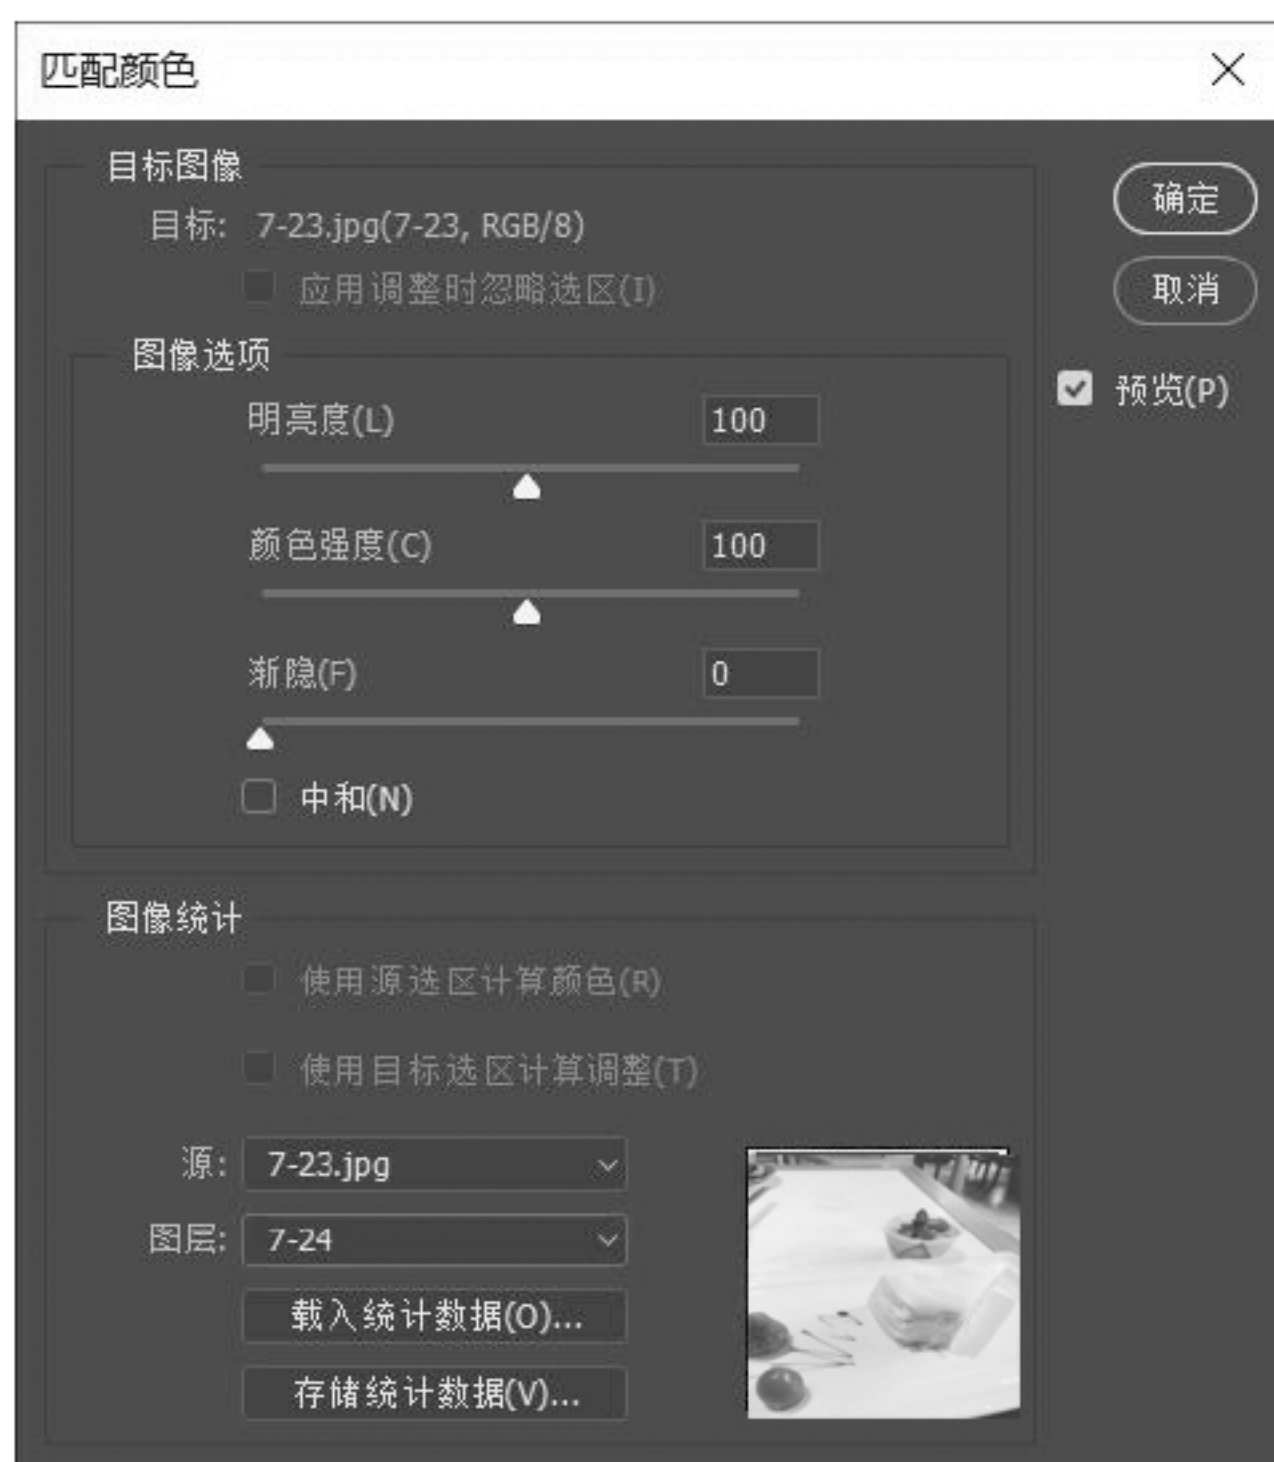 匹配颜色
目标图像
目标: 7-23.jpg(7-23, RGB/8)
应用调整时忽略选区(I)
图像选项
明亮度(L) 100
颜色强度(C) 100
渐隐(F) 0
中和(N)
确定
取消
预览(P)
图像统计
使用源选区计算颜色(R)
使用目标选区计算调整(T)
源: 7-23.jpg
图层: 7-24
载入统计数据(O)...
存储统计数据(V)...